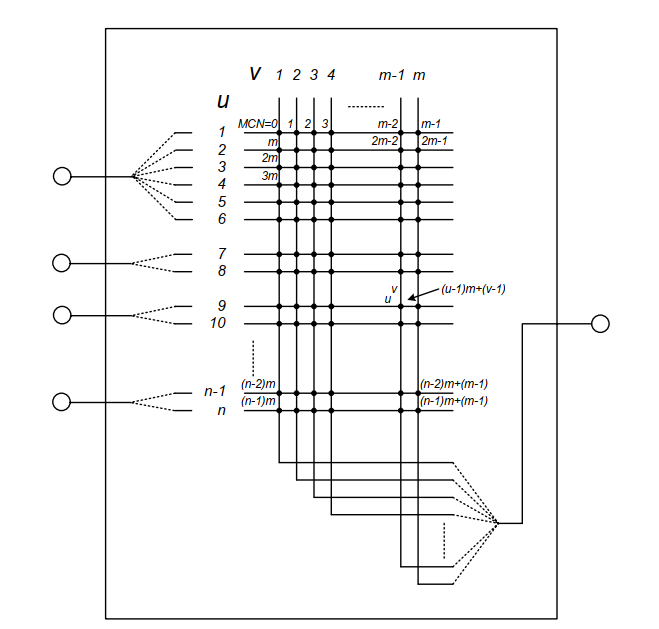 v 1 2 3 4 m-1 m
u
1 MCN=0 1 2 3 m-2 m-1
2 m 2m-2 2m-1
3 2m
4 3m
5
6
7
8
v (u-1)m+(v-1)
u
9
10
n-1 (n-2)m (n-2)m+(m-1)
n (n-1)m (n-1)m+(m-1)